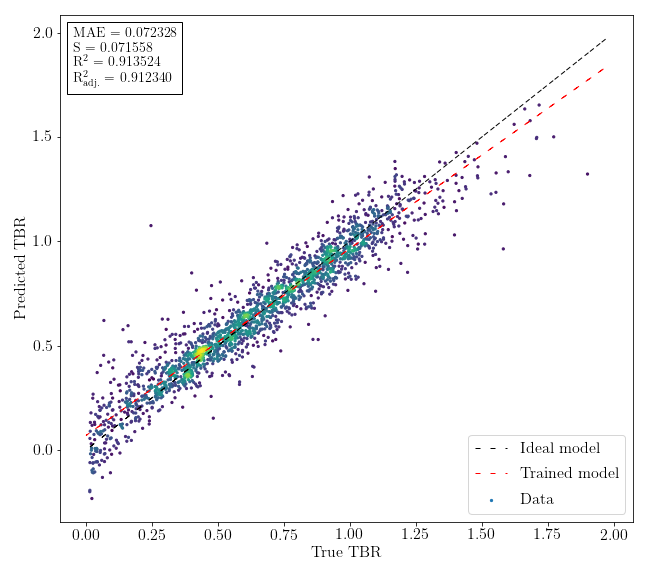 MAE = 0.072328
S = 0.071558
R² = 0.913524
R²adj. = 0.912340
2.0
1.5
1.0
0.5
0.0
Predicted TBR
Ideal model
Trained model
Data
0.00 0.25 0.50 0.75 1.00 1.25 1.50 1.75 2.00
True TBR